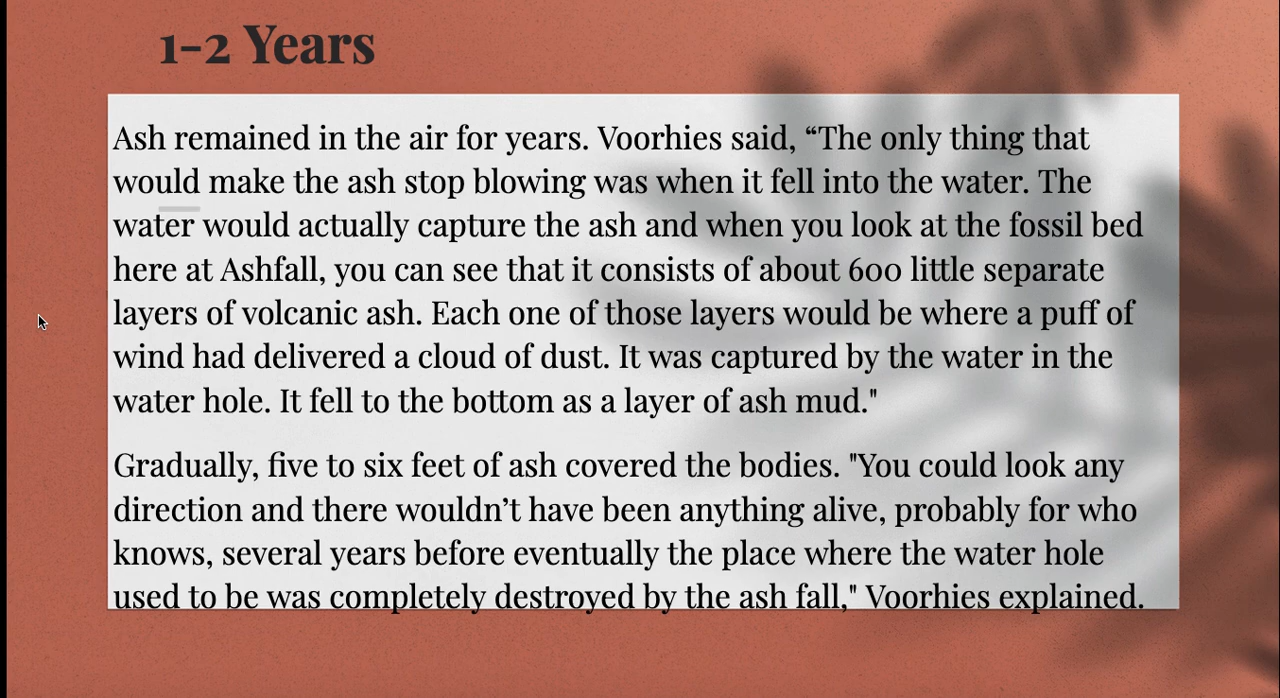 1-2 Years
Ash remained in the air for years. Voorhies said, “The only thing that
would make the ash stop blowing was when it fell into the water. The
water would actually capture the ash and when you look at the fossil bed
here at Ashfall, you can see that it consists of about 600 little separate
layers of volcanic ash. Each one of those layers would be where a puff of
wind had delivered a cloud of dust. It was captured by the water in the
water hole. It fell to the bottom as a layer of ash mud."
Gradually, five to six feet of ash covered the bodies. "You could look any
direction and there wouldn’t have been anything alive, probably for who
knows, several years before eventually the place where the water hole
used to be was completely destroyed by the ash fall," Voorhies explained.